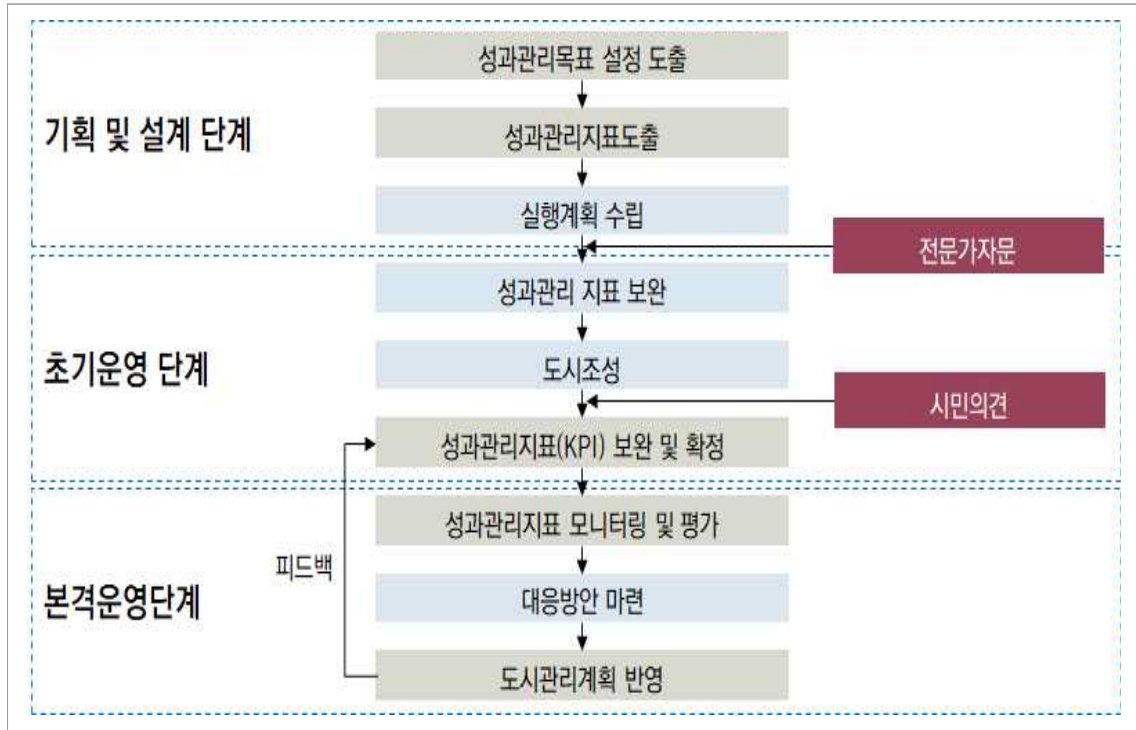 성과관리목표 설정 도출
기획 및 설계 단계
성과관리지표도출
실행계획 수립
전문가자문
성과관리 지표 보완
초기운영 단계
도시조성
시민의견
성과관리지표(KPI) 보완 및 확정
성과관리지표 모니터링 및 평가
피드백
본격운영단계
대응방안 마련
도시관리계획 반영